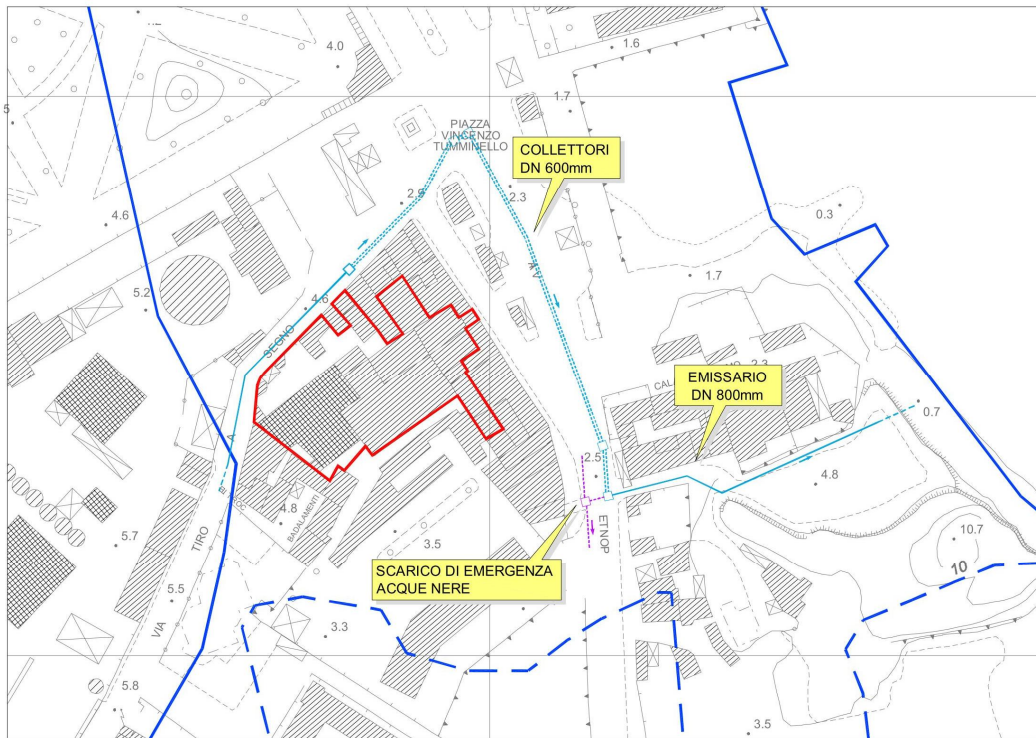 4.0
1.6
5
1.7
PIAZZA
VINCENZO
TUMMINELLO
COLLETTORI
DN 600mm
2.9
2.3
0.3
4.6
1.7
5.2
4.6
SEGNO
A
V
2.3
CALA
EMISSARIO
DN 800mm
0.7
A
2.5
4.8
4.8
BADALAMENTI
ETNOP
10.7
5.7
TIRO
3.5
10
SCARICO DI EMERGENZA
ACQUE NERE
5.5
VIA
3.3
5.8
3.5